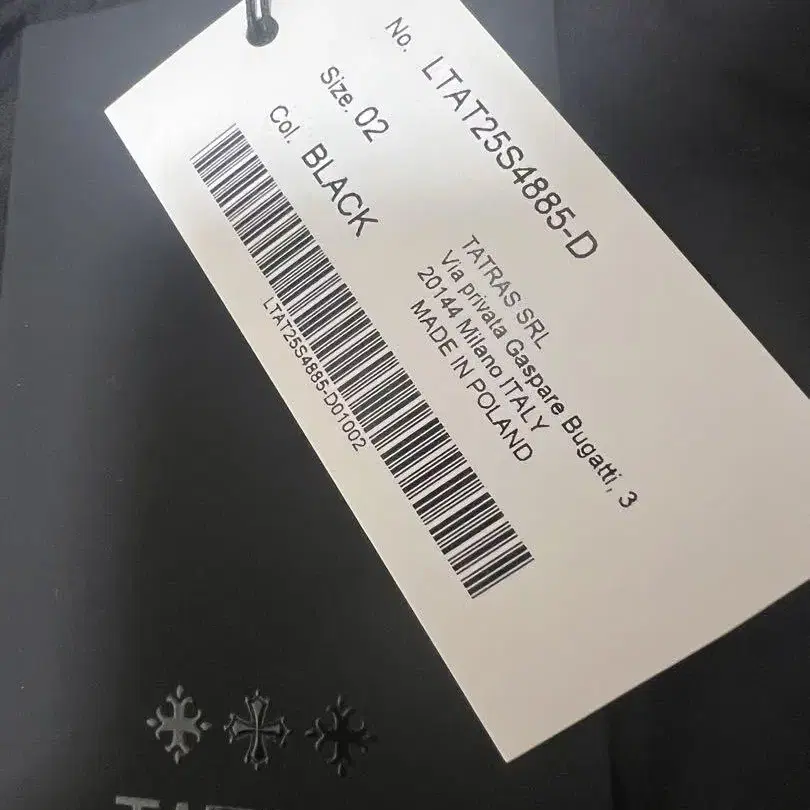 No. LTAT25S4885-D
Size. 02
Col. BLACK
LTAT25S4885-D01002
TATRAS SRL
Via privata Gaspare Bugatti, 3
20144 Milano ITALY
MADE IN POLAND